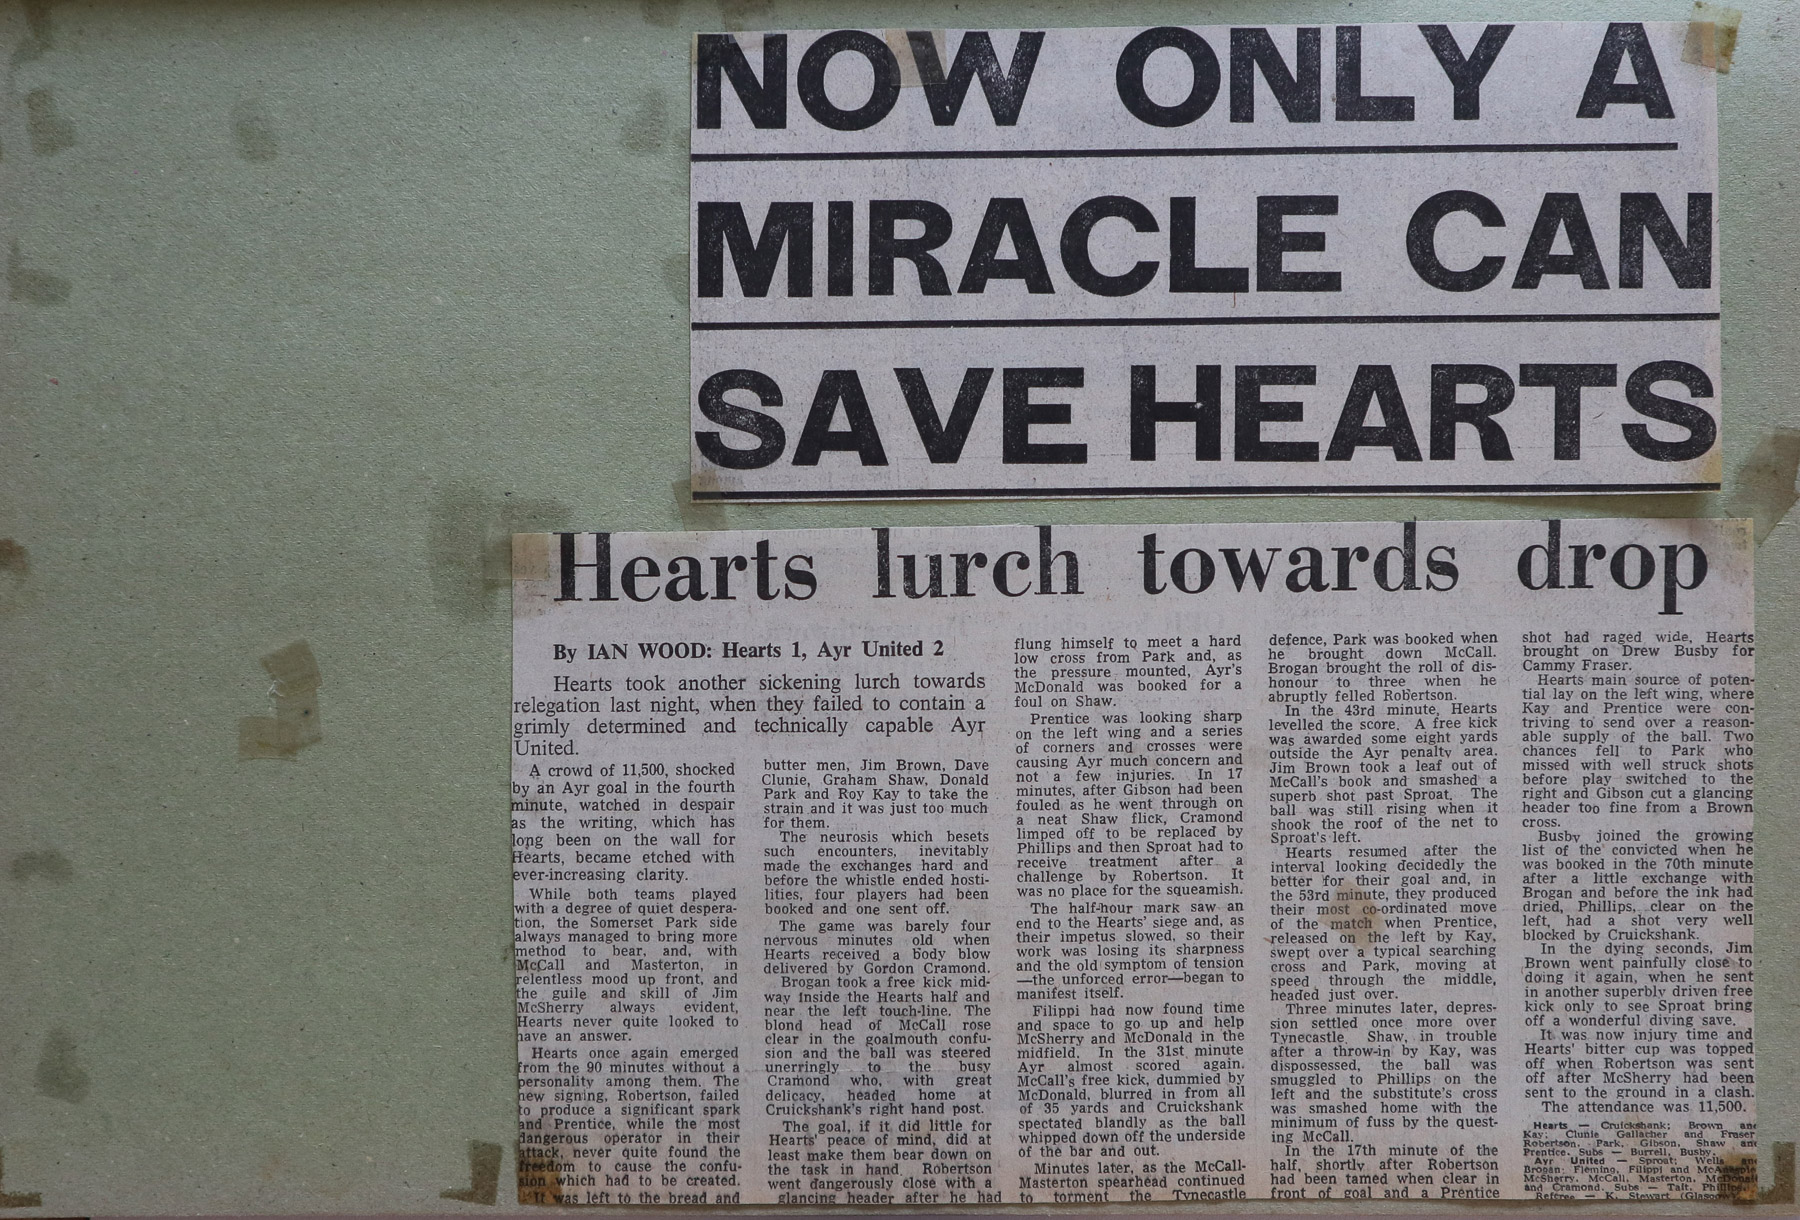 NOW ONLY A
MIRACLE CAN
SAVE HEARTS
Hearts lurch towards drop
By IAN WOOD: Hearts 1, Ayr United 2
Hearts took another sickening lurch towards
relegation last night, when they failed to contain a
grimly determined and technically capable Ayr
United.
A crowd of 11,500, shocked
by an Ayr goal in the fourth
minute, watched in despair
as the writing, which has
long been on the wall for
Hearts, became etched with
ever-increasing clarity.
While both teams played
with a degree of quiet despera-
tion, the Somerset Park side
always managed to bring more
method to bear, and, with
McCall and Masterton, in
relentless mood up front, and
the guile and skill of Jim
McSherry always evident,
Hearts never quite looked to
have an answer.
Hearts once again emerged
from the 90 minutes without a
personality among them. The
new signing, Robertson, failed
to produce a significant spark
and Prentice, while the most
dangerous operator in their
attack, never quite found the
freedom to cause the confu-
sion which had to be created.
It was left to the bread and
butter men, Jim Brown, Dave
Clunie, Graham Shaw, Donald
Park and Roy Kay to take the
strain and it was just too much
for them.
The neurosis which besets
such encounters, inevitably
made the exchanges hard and
before the whistle ended hosti-
lities, four players had been
booked and one sent off.
The game was barely four
nervous minutes old when
Hearts received a body blow
delivered by Gordon Cramond.
Brogan took a free kick mid-
way inside the Hearts half and
near the left touch-line. The
blond head of McCall rose
clear in the goalmouth confu-
sion and the ball was steered
unerringly to the busy
Cramond who, with great
delicacy, headed home at
Cruickshank's right hand post.
The goal, if it did little for
Hearts' peace of mind, did at
least make them bear down on
the task in hand. Robertson
went dangerously close with a
glancing header after he had
flung himself to meet a hard
low cross from Park and, as
the pressure mounted, Ayr's
McDonald was booked for a
foul on Shaw.
Prentice was looking sharp
on the left wing and a series
of corners and crosses were
causing Ayr much concern and
not a few injuries. In 17
minutes, after Gibson had been
fouled as he went through on
a neat Shaw flick, Cramond
limped off to be replaced by
Phillips and then Sproat had to
receive treatment after a
challenge by Robertson. It
was no place for the squeamish.
The half-hour mark saw an
end to the Hearts' siege and, as
their impetus slowed, so their
work was losing its sharpness
and the old symptom of tension
—the unforced error—began to
manifest itself.
Filippi had now found time
and space to go up and help
McSherry and McDonald in the
midfield. In the 31st minute
Ayr almost scored again.
McCall's free kick, dummied by
McDonald, blurred in from all
of 35 yards and Cruickshank
spectated blandly as the ball
whipped down off the underside
of the bar and out.
Minutes later, as the McCall-
Masterton spearhead continued
to torment the Tynecastle
defence, Park was booked when
he brought down McCall.
Brogan brought the roll of dis-
honour to three when he
abruptly felled Robertson.
In the 43rd minute, Hearts
levelled the score. A free kick
was awarded some eight yards
outside the Ayr penalty area.
Jim Brown took a leaf out of
McCall's book and smashed a
superb shot past Sproat. The
ball was still rising when it
shook the roof of the net to
Sproat's left.
Hearts resumed after the
interval looking decidedly the
better for their goal and, in
the 53rd minute, they produced
their most co-ordinated move
of the match when Prentice,
released on the left by Kay,
swept over a typical searching
cross and Park, moving at
speed through the middle,
headed just over.
Three minutes later, depres-
sion settled once more over
Tynecastle. Shaw, in trouble
after a throw-in by Kay, was
dispossessed, the ball was
smuggled to Phillips on the
left and the substitute's cross
was smashed home with the
minimum of fuss by the quest-
ing McCall.
In the 17th minute of the
half, shortly after Robertson
had been tamed when clear in
front of goal and a Prentice
shot had raged wide, Hearts
brought on Drew Busby for
Cammy Fraser.
Hearts main source of poten-
tial lay on the left wing, where
Kay and Prentice were con-
triving to send over a reason-
able supply of the ball. Two
chances fell to Park who
missed with well struck shots
before play switched to the
right and Gibson cut a glancing
header too fine from a Brown
cross.
Busby joined the growing
list of the convicted when he
was booked in the 70th minute
after a little exchange with
Brogan and before the ink had
dried, Phillips, clear on the
left, had a shot very well
blocked by Cruickshank.
In the dying seconds, Jim
Brown went painfully close to
doing it again, when he sent
in another superbly driven free
kick only to see Sproat bring
off a wonderful diving save.
It was now injury time and
Hearts' bitter cup was topped
off when Robertson was sent
off after McSherry had been
sent to the ground in a clash.
The attendance was 11,500.
Hearts — Cruickshank; Brown and
Kay; Clunie Gallacher and Fraser
Robertson, Park, Gibson, Shaw and
Prentice. Subs — Burrell, Busby.
Ayr United — Sproat; Wells and
Brogan; Fleming, Filippi and
McSherry, McCall, Masterton, McDonald
and Cramond. Subs — Tait, Phillips
Referee — K. Stewart (Glasgow)